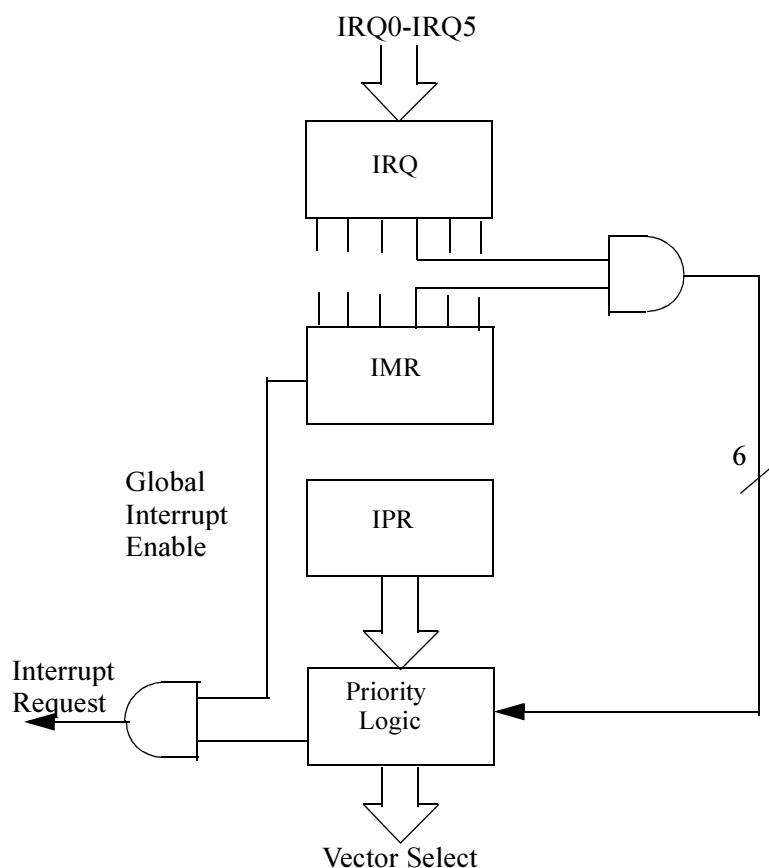 IRQ0-IRQ5
IRQ
IMR
6
Global
Interrupt
Enable
IPR
Interrupt
Request
Priority
Logic
Vector Select